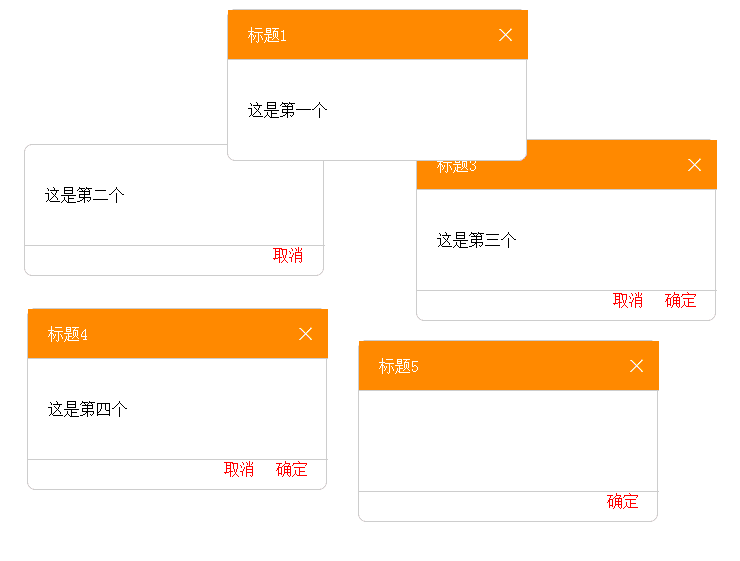 标题1
这是第一个
这是第二个
取消
标题3
这是第三个
取消 确定
标题4
这是第四个
取消 确定
标题5
确定